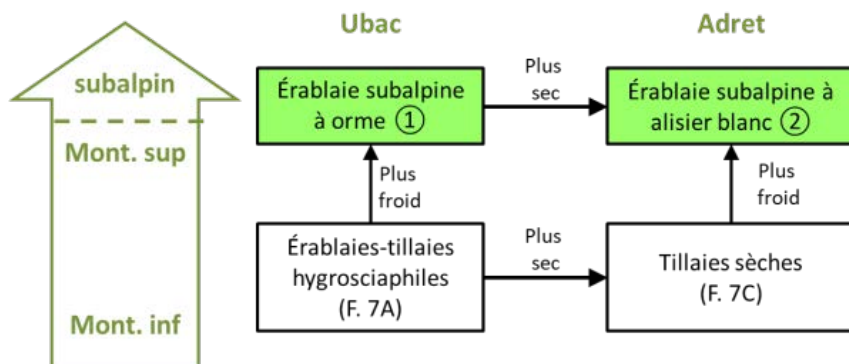 Ubac
Adret
subalpin
Mont. sup
Mont. inf
Érablaie subalpine
à orme ①
Plus
sec
Érablaie subalpine à
alisier blanc ②
Plus
froid
Plus
froid
Érablaies-tillaies
hygrosciaphiles
(F. 7A)
Plus
sec
Tillaies sèches
(F. 7C)